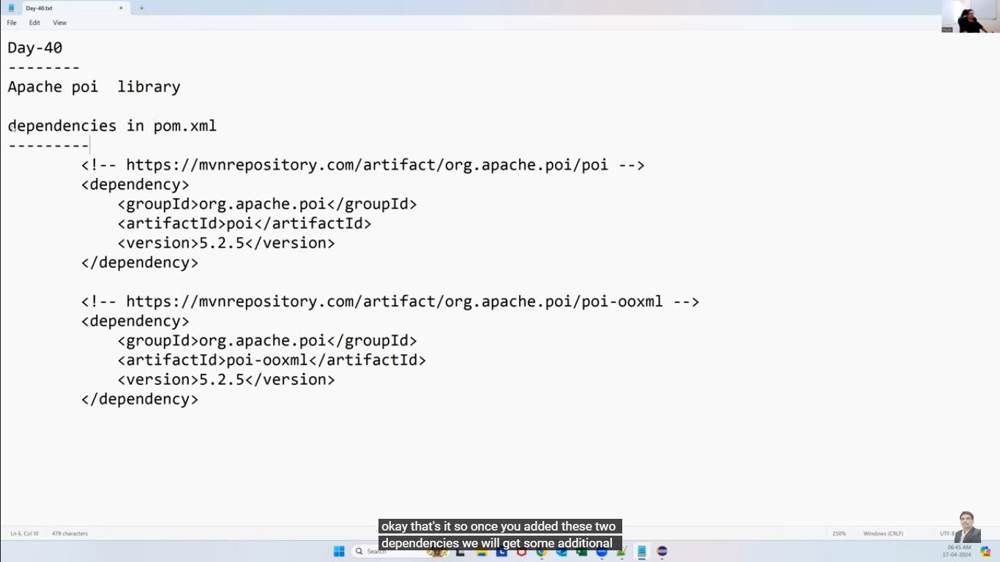 Day-40.txt
File Edit View
Day-40
--------
Apache poi  library
dependencies in pom.xml
---------
<!-- https://mvnrepository.com/artifact/org.apache.poi/poi -->
<dependency>
<groupId>org.apache.poi</groupId>
<artifactId>poi</artifactId>
<version>5.2.5</version>
</dependency>
<!-- https://mvnrepository.com/artifact/org.apache.poi/poi-ooxml -->
<dependency>
<groupId>org.apache.poi</groupId>
<artifactId>poi-ooxml</artifactId>
<version>5.2.5</version>
</dependency>
okay that's it so once you added these two
dependencies we will get some additional
Ln 6, Col 10 479 characters 250% Windows (CRLF) UTF-8
Search
06:45 AM
17-04-2024